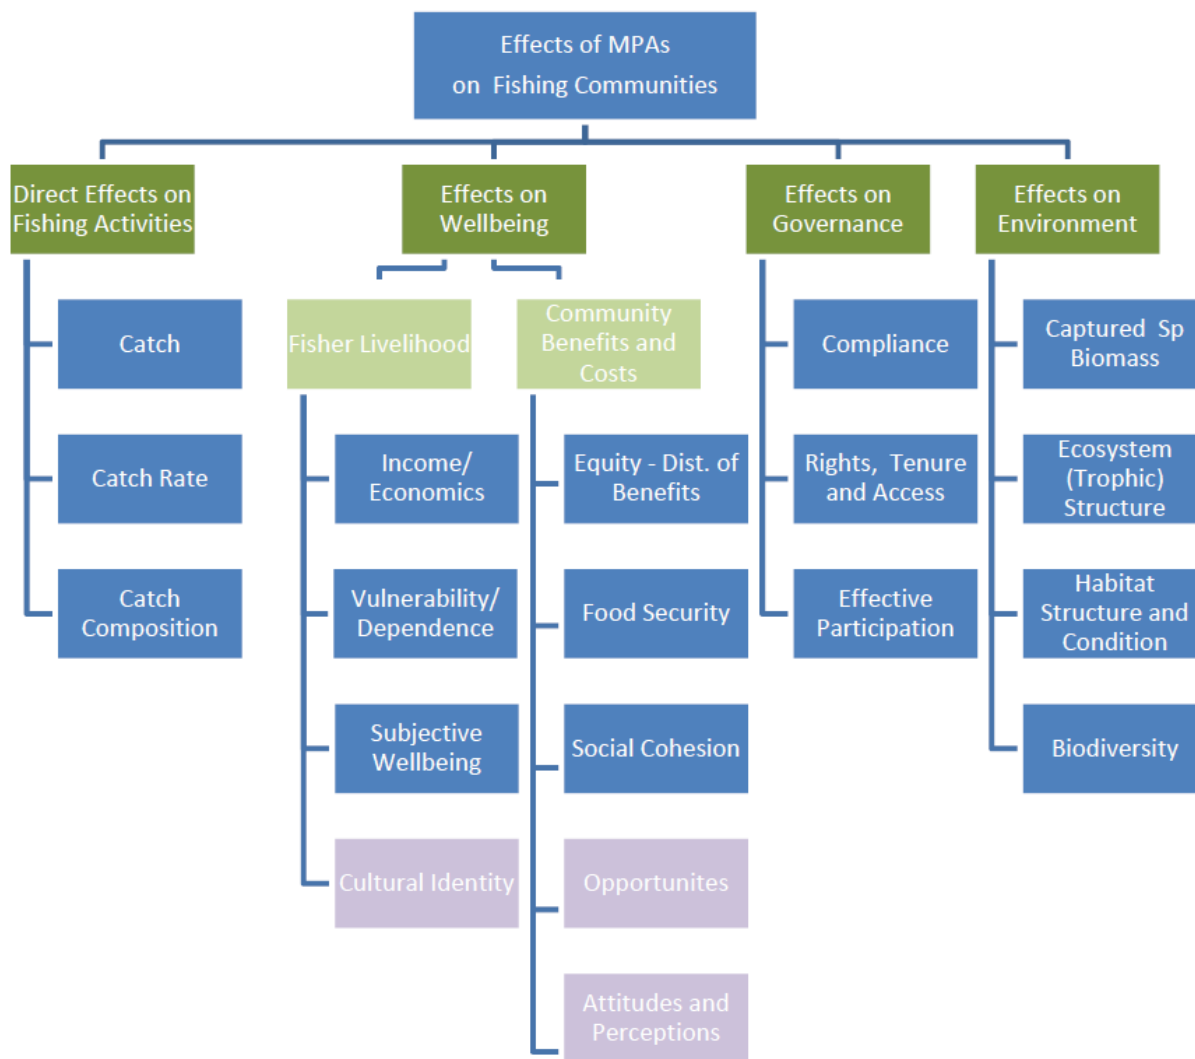 Effects of MPAs
on Fishing Communities
Direct Effects on
Fishing Activities
Effects on
Wellbeing
Effects on
Governance
Effects on
Environment
Catch
Catch Rate
Catch
Composition
Fisher Livelihood
Income/
Economics
Vulnerability/
Dependence
Subjective
Wellbeing
Cultural Identity
Community
Benefits and
Costs
Equity - Dist. of
Benefits
Food Security
Social Cohesion
Opportunites
Attitudes and
Perceptions
Compliance
Rights, Tenure
and Access
Effective
Participation
Captured Sp
Biomass
Ecosystem
(Trophic)
Structure
Habitat
Structure and
Condition
Biodiversity